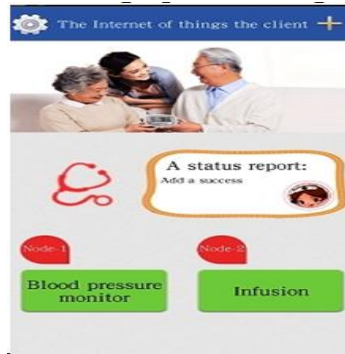 The Internet of things the client
A status report:
Add a success
Node-1
Node-2
Blood pressure
monitor
Infusion